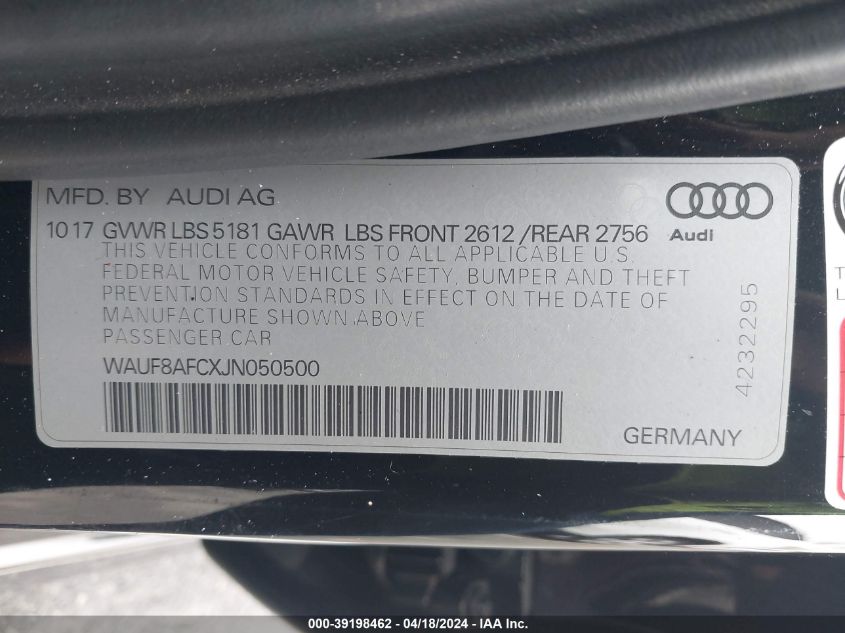 MFD. BY AUDI AG
Audi
10 17 GVWR LBS 5181 GAWR LBS FRONT 2612 /REAR 2756
THIS VEHICLE CONFORMS TO ALL APPLICABLE U.S.
FEDERAL MOTOR VEHICLE SAFETY, BUMPER AND THEFT
PREVENTION STANDARDS IN EFFECT ON THE DATE OF
MANUFACTURE SHOWN ABOVE
PASSENGER CAR
WAUF8AFCXJN050500
GERMANY
4232295
000-39198462 - 04/18/2024 - IAA Inc.